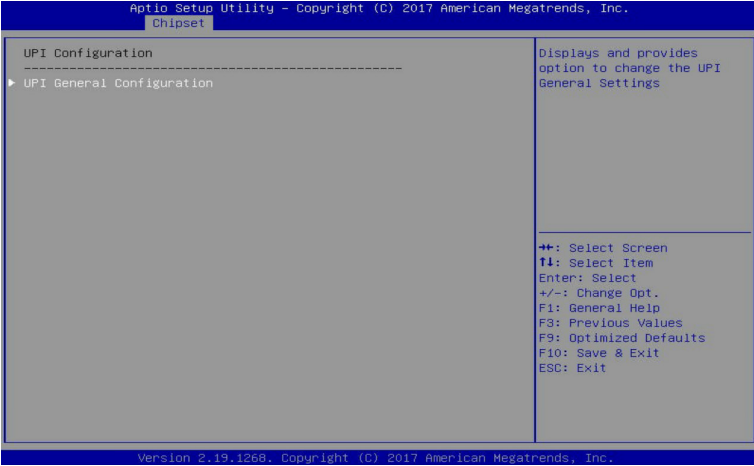 Aptio Setup Utility – Copyright (C) 2017 American Megatrends, Inc.
Chipset
UPI Configuration
--------------------------------------------------
▶ UPI General Configuration
Displays and provides
option to change the UPI
General Settings
→←: Select Screen
↑↓: Select Item
Enter: Select
+/-: Change Opt.
F1: General Help
F3: Previous Values
F9: Optimized Defaults
F10: Save & Exit
ESC: Exit
Version 2.19.1268. Copyright (C) 2017 American Megatrends, Inc.